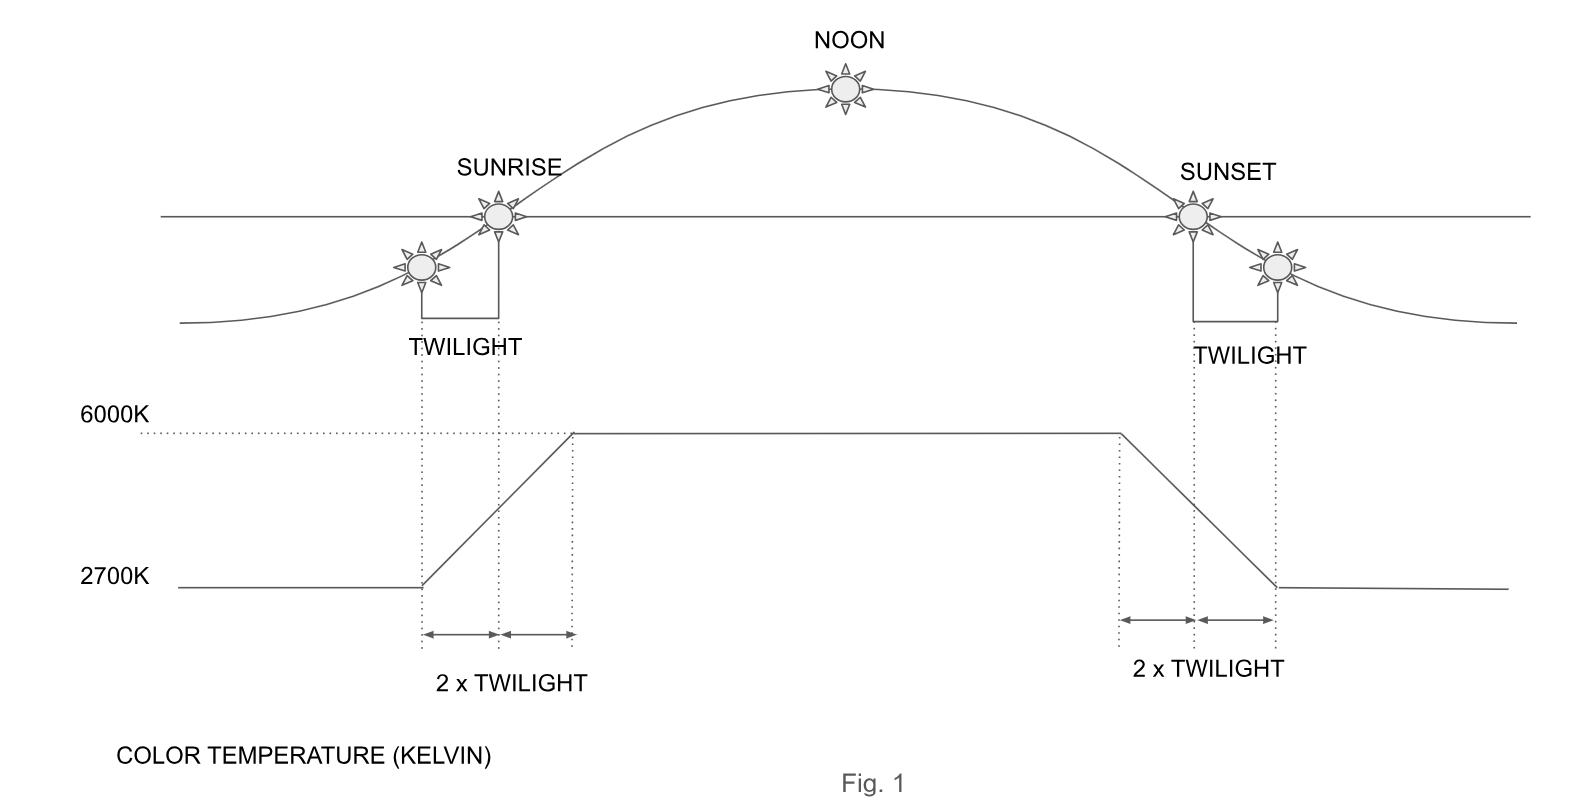 NOON
SUNRISE
SUNSET
TWILIGHT
TWILIGHT
6000K
2700K
2 x TWILIGHT
2 x TWILIGHT
COLOR TEMPERATURE (KELVIN)
Fig. 1